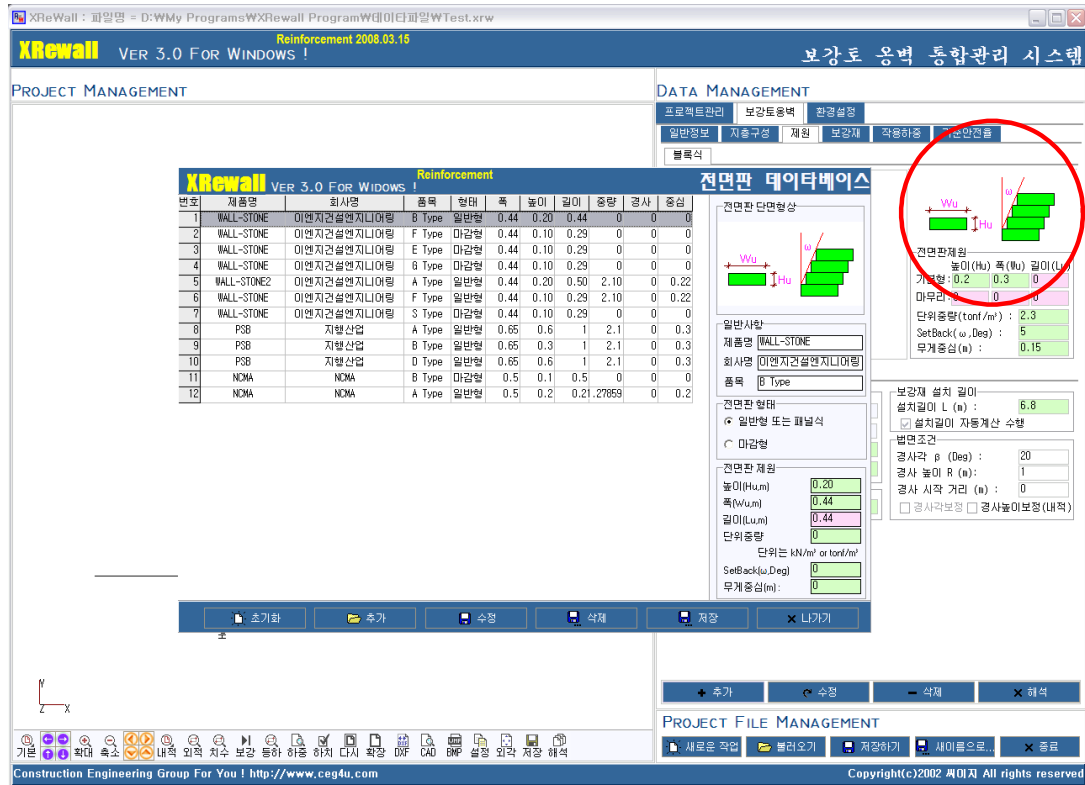 XReWall : 파일명 = D:₩My Programs₩XRewall Program₩데이타파일₩Test.xrw
Reinforcement 2008.03.15
XRewall VER 3.0 FOR WINDOWS !
보강토 옹벽 통합관리 시스템
PROJECT MANAGEMENT
DATA MANAGEMENT
프로젝트관리 보강토옹벽 환경설정
일반정보 지층구성 제원 보강재 작용하중 기준안전율
블록식
Wu Hu ω
전면판제원
높이(Hu) 폭(Wu) 길이(Lu)
기본형: 0.2 0.3 0
마무리: 0 0 0
단위중량(tonf/m³) : 2.3
SetBack(ω,Deg) : 5
무게중심(m) : 0.15
보강재 설치 길이
설치길이 L (m) : 6.8
설치길이 자동계산 수행
법면조건
경사각 β (Deg) : 20
경사 높이 R (m): 1
경사 시작 거리 (m) : 0
경사각보정 경사높이보정(내적)
Reinforcement
XRewall VER 3.0 FOR WIDOWS !
전면판 데이타베이스
번호 제품명 회사명 품목 형태 폭 높이 길이 중량 경사 중심
1 WALL-STONE 이엔지건설엔지니어링 B Type 일반형 0.44 0.20 0.44 0 0 0
2 WALL-STONE 이엔지건설엔지니어링 F Type 마감형 0.44 0.10 0.29 0 0 0
3 WALL-STONE 이엔지건설엔지니어링 E Type 마감형 0.44 0.10 0.29 0 0 0
4 WALL-STONE 이엔지건설엔지니어링 G Type 마감형 0.44 0.10 0.29 0 0 0
5 WALL-STONE2 이엔지건설엔지니어링 A Type 일반형 0.44 0.20 0.50 2.10 0 0.22
6 WALL-STONE 이엔지건설엔지니어링 F Type 일반형 0.44 0.10 0.29 2.10 0 0.22
7 WALL-STONE 이엔지건설엔지니어링 S Type 마감형 0.44 0.10 0.29 0 0 0
8 PSB 지행산업 A Type 일반형 0.65 0.6 1 2.1 0 0.3
9 PSB 지행산업 A Type 일반형 0.65 0.3 1 2.1 0 0.3
10 PSB 지행산업 D Type 일반형 0.65 0.6 1 2.1 0 0.3
11 NCMA NCMA B Type 마감형 0.5 0.1 0.5 0 0 0
12 NCMA NCMA A Type 일반형 0.5 0.2 0.21.27859 0 0.2
전면판 단면형상
Wu Hu ω
일반사항
제품명 WALL-STONE
회사명 이엔지건설엔지니어링
품목 B Type
전면판 형태
일반형 또는 패널식
마감형
전면판 제원
높이(Hu,m) 0.20
폭(Wu,m) 0.44
길이(Lu,m) 0.44
단위중량 0
단위는 kN/m³ or tonf/m³
SetBack(ω,Deg) 0
무게중심(m): 0
초기화 추가 수정 삭제 저장 나가기
Y
Z X
추가 수정 삭제 해석
PROJECT FILE MANAGEMENT
새로운 작업 불러오기 저장하기 새이름으로... 종료
기본 확대 축소 내적 외적 치수 보강 등하 하중 하치 다시 확장 DXF CAD BMP 설정 외각 저장 해석
Construction Engineering Group For You ! http://www.ceg4u.com
Copyright(c)2002 씨이지 All rights reserved